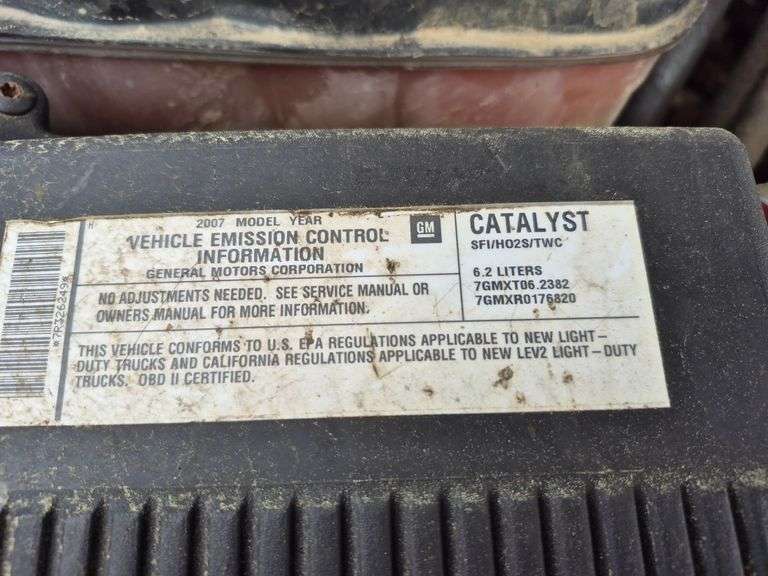 H
2007 MODEL YEAR
VEHICLE EMISSION CONTROL
INFORMATION
GENERAL MOTORS CORPORATION
GM
NO ADJUSTMENTS NEEDED. SEE SERVICE MANUAL OR
OWNERS MANUAL FOR MORE INFORMATION.
CATALYST
SFI/HO2S/TWC
6.2 LITERS
7GMXT06.2382
7GMXR0176820
THIS VEHICLE CONFORMS TO U.S. EPA REGULATIONS APPLICABLE TO NEW LIGHT-
DUTY TRUCKS AND CALIFORNIA REGULATIONS APPLICABLE TO NEW LEV2 LIGHT-DUTY
TRUCKS. OBD II CERTIFIED.